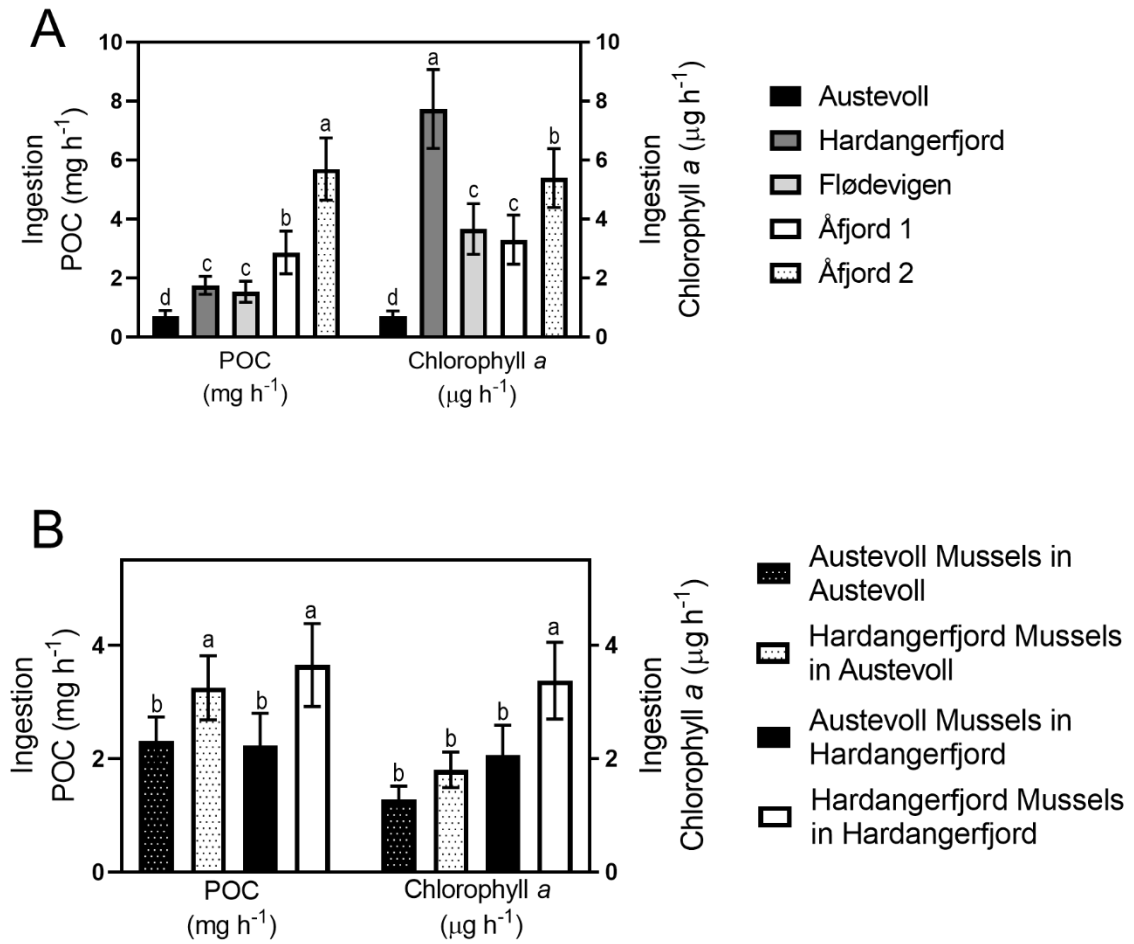 A
Ingestion
POC (mg h-1)
10
8
6
4
2
0
d
c
c
b
a
d
a
c
c
b
10
8
6
4
2
0
Ingestion
Chlorophyll a (μg h-1)
POC
(mg h-1)
Chlorophyll a
(μg h-1)
Austevoll
Hardangerfjord
Flødevigen
Åfjord 1
Åfjord 2
B
Ingestion
POC (mg h-1)
4
2
0
b
a
b
a
b
b
b
a
4
2
0
Ingestion
Chlorophyll a (μg h-1)
POC
(mg h-1)
Chlorophyll a
(μg h-1)
Austevoll Mussels in
Austevoll
Hardangerfjord Mussels
in Austevoll
Austevoll Mussels in
Hardangerfjord
Hardangerfjord Mussels
in Hardangerfjord